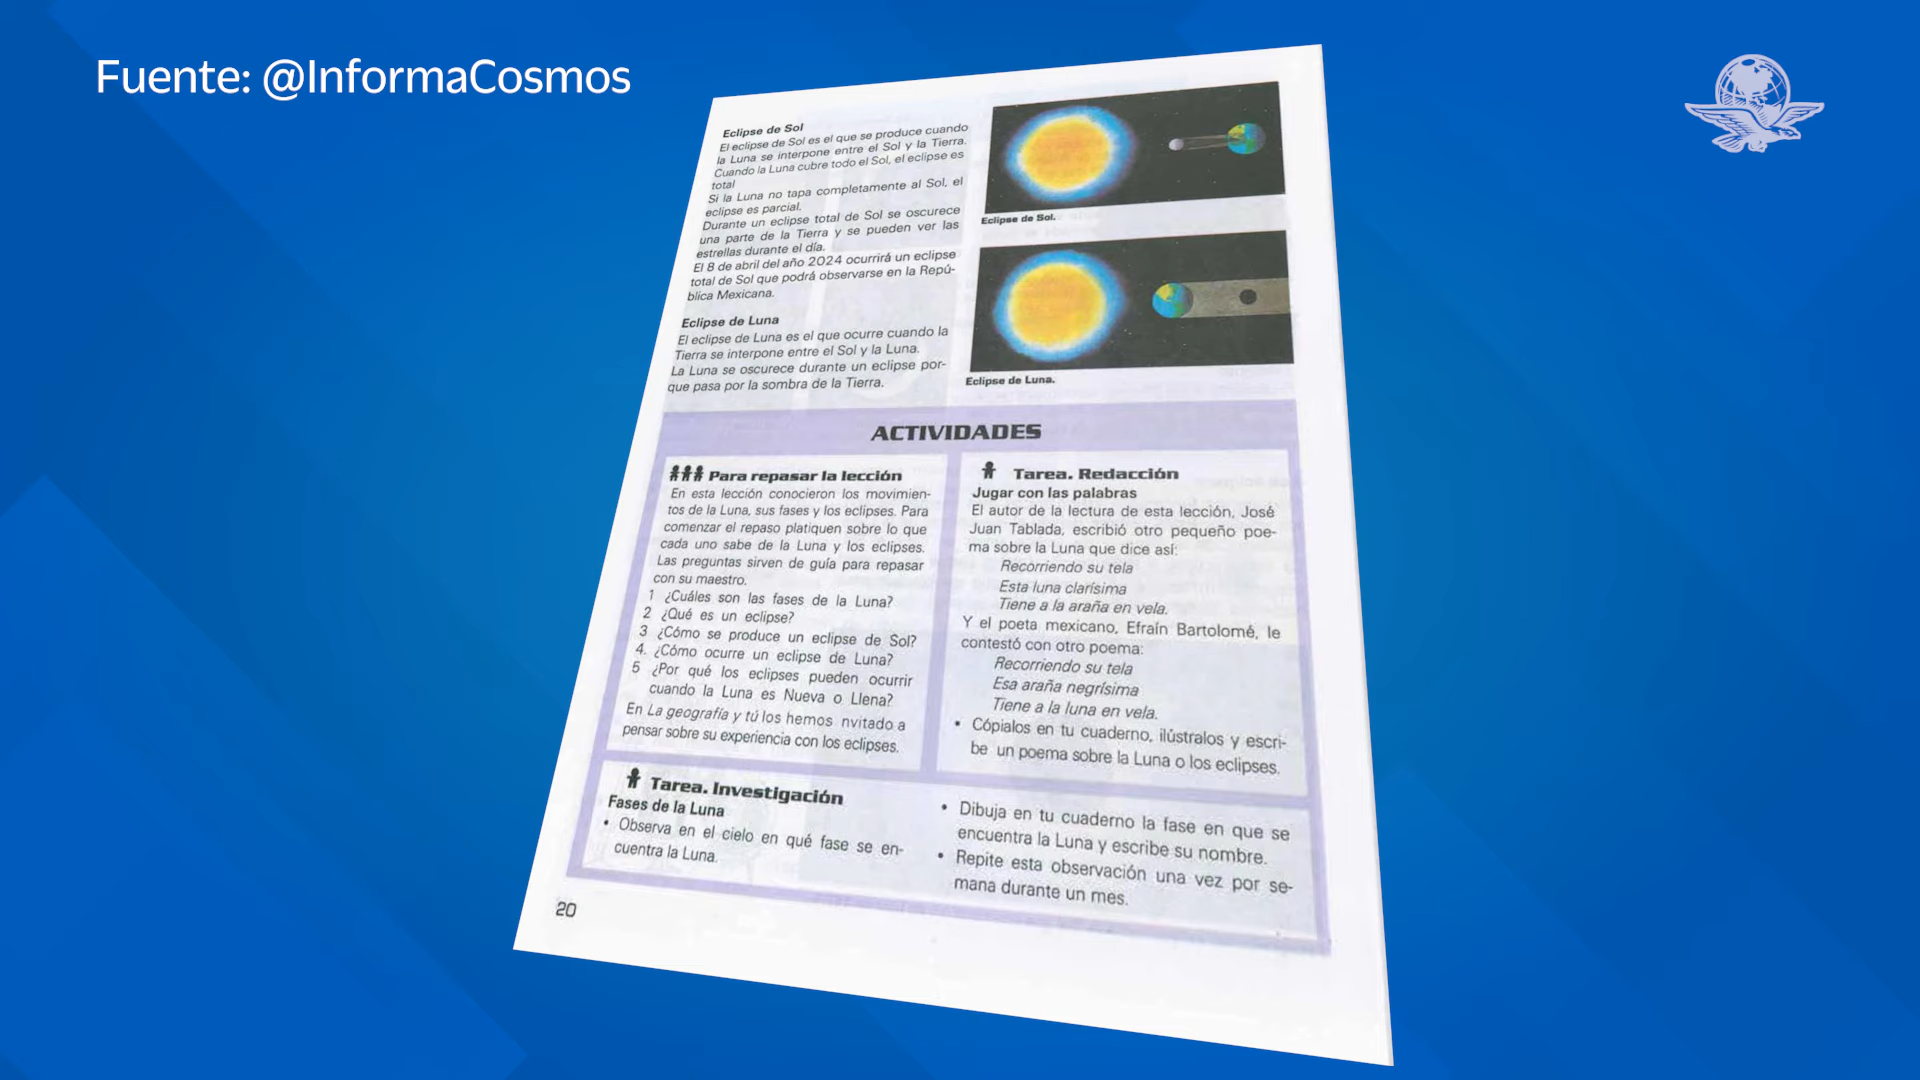 Fuente: @InformaCosmos
Eclipse de Sol
El eclipse de Sol es el que se produce cuando
la Luna se interpone entre el Sol y la Tierra.
Cuando la Luna cubre todo el Sol, el eclipse es
total
Si la Luna no tapa completamente al Sol, el
eclipse es parcial.
Durante un eclipse total de Sol se oscurece
una parte de la Tierra y se pueden ver las
estrellas durante el día.
El 8 de abril del año 2024 ocurrirá un eclipse
total de Sol que podrá observarse en la Repú-
blica Mexicana.
Eclipse de Luna
El eclipse de Luna es el que ocurre cuando la
Tierra se interpone entre el Sol y la Luna.
La Luna se oscurece durante un eclipse por-
que pasa por la sombra de la Tierra.
Eclipse de Sol.
Eclipse de Luna.
ACTIVIDADES
Para repasar la lección
En esta lección conocieron los movimien-
tos de la Luna, sus fases y los eclipses. Para
comenzar el repaso platiquen sobre lo que
cada uno sabe de la Luna y los eclipses.
Las preguntas sirven de guía para repasar
con su maestro.
1 ¿Cuáles son las fases de la Luna?
2 ¿Qué es un eclipse?
3 ¿Cómo se produce un eclipse de Sol?
4. ¿Cómo ocurre un eclipse de Luna?
5 ¿Por qué los eclipses pueden ocurrir
cuando la Luna es Nueva o Llena?
En La geografía y tú los hemos nvitado a
pensar sobre su experiencia con los eclipses.
Tarea. Redacción
Jugar con las palabras
El autor de la lectura de esta lección, José
Juan Tablada, escribió otro pequeño poe-
ma sobre la Luna que dice así:
Recorriendo su tela
Esta luna clarísima
Tiene a la araña en vela.
Y el poeta mexicano, Efraín Bartolomé, le
contestó con otro poema:
Recorriendo su tela
Esa araña negrísima
Tiene a la luna en vela.
• Cópialos en tu cuaderno, ilústralos y escri-
be un poema sobre la Luna o los eclipses.
Tarea. Investigación
Fases de la Luna
• Observa en el cielo en qué fase se en-
cuentra la Luna.
• Dibuja en tu cuaderno la fase en que se
encuentra la Luna y escribe su nombre.
• Repite esta observación una vez por se-
mana durante un mes.
20